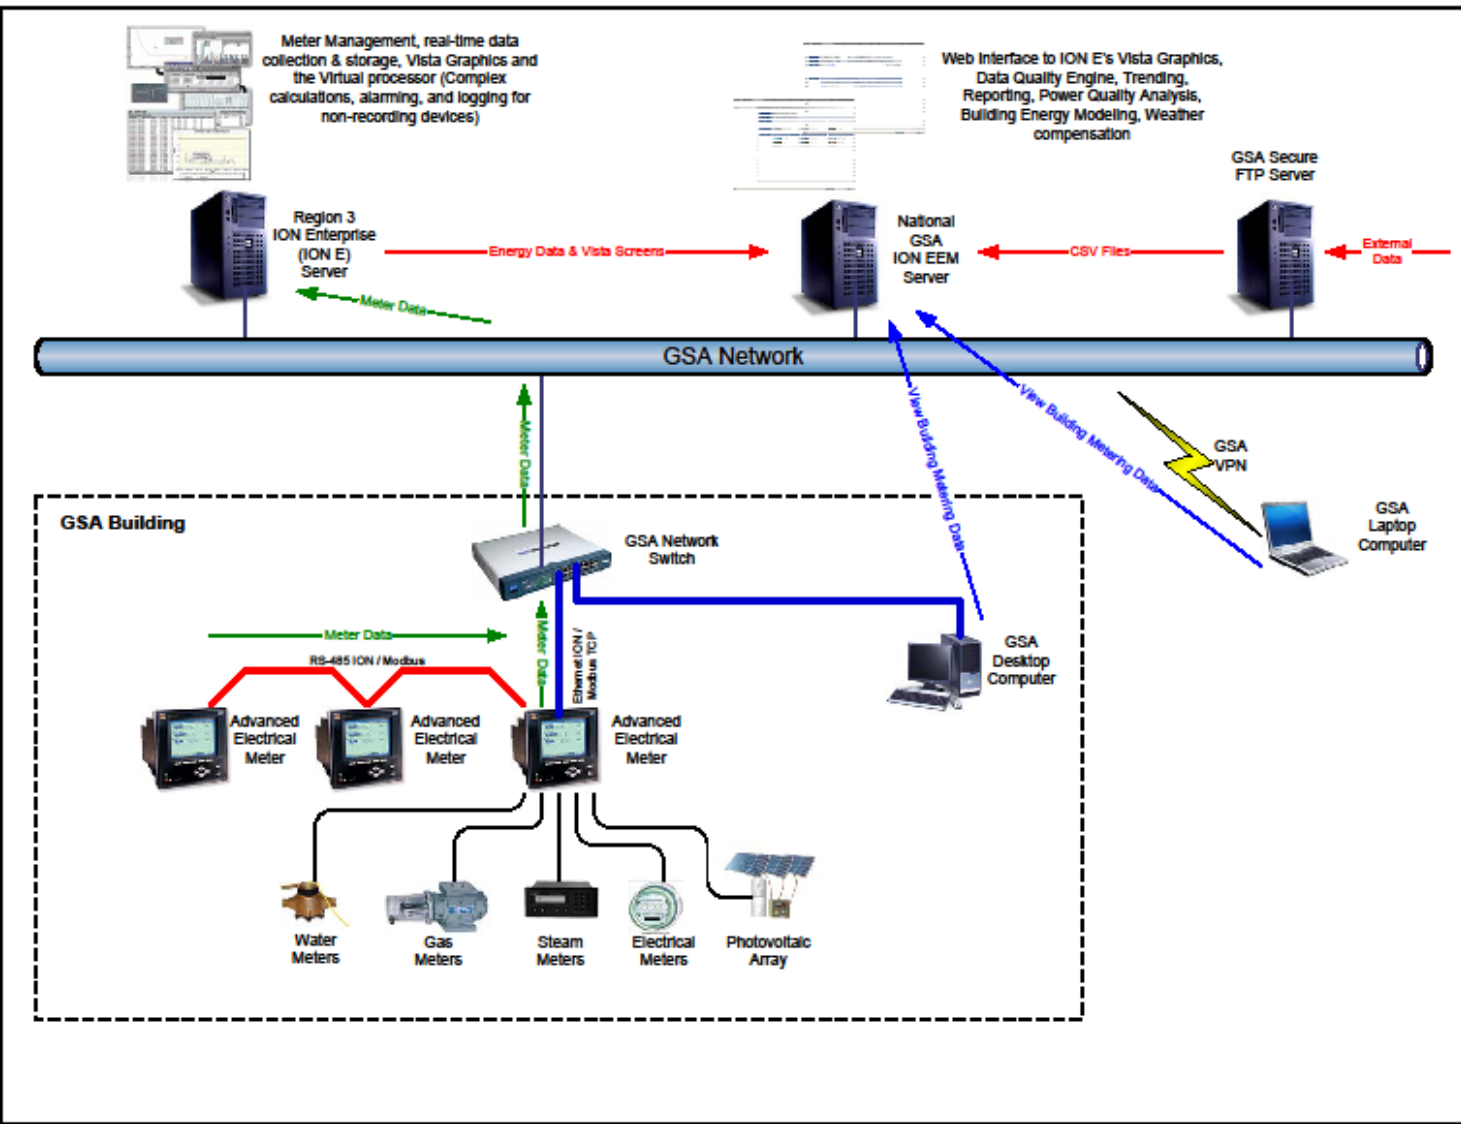 Meter Management, real-time data
collection & storage, Vista Graphics and
the Virtual processor (Complex
calculations, alarming, and logging for
non-recording devices)
Web Interface to ION E's Vista Graphics,
Data Quality Engine, Trending,
Reporting, Power Quality Analysis,
Building Energy Modeling, Weather
compensation
GSA Secure
FTP Server
Region 3
ION Enterprise
(ION E)
Server
Energy Data & Vista Screens
National
GSA
ION EEM
Server
CSV Files
External
Data
Meter Data
GSA Network
Meter Data
View Building Metering Data
View Building Metering Data
GSA
VPN
GSA
Laptop
Computer
GSA Building
GSA Network
Switch
Meter Data
RS-485 ION / Modbus
Meter Data
Ethernet ION /
Modbus TCP
GSA
Desktop
Computer
Advanced
Electrical
Meter
Advanced
Electrical
Meter
Advanced
Electrical
Meter
Water
Meters
Gas
Meters
Steam
Meters
Electrical
Meters
Photovoltaic
Array